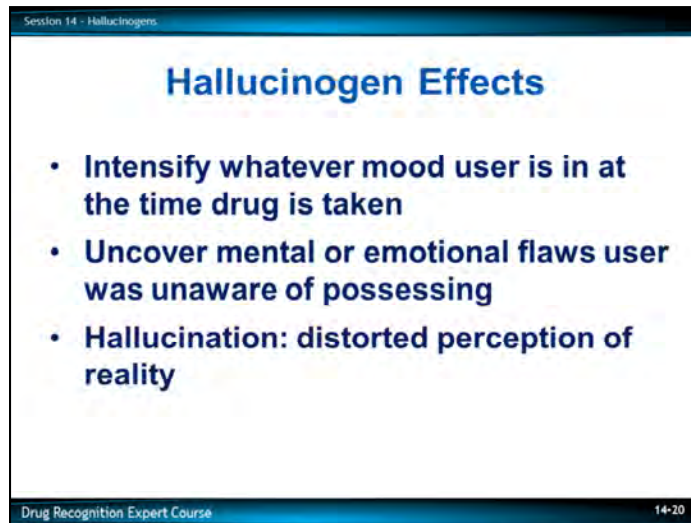 Session 14 - Hallucinogens
Hallucinogen Effects
• Intensify whatever mood user is in at
the time drug is taken
• Uncover mental or emotional flaws user
was unaware of possessing
• Hallucination: distorted perception of
reality
Drug Recognition Expert Course
14-20